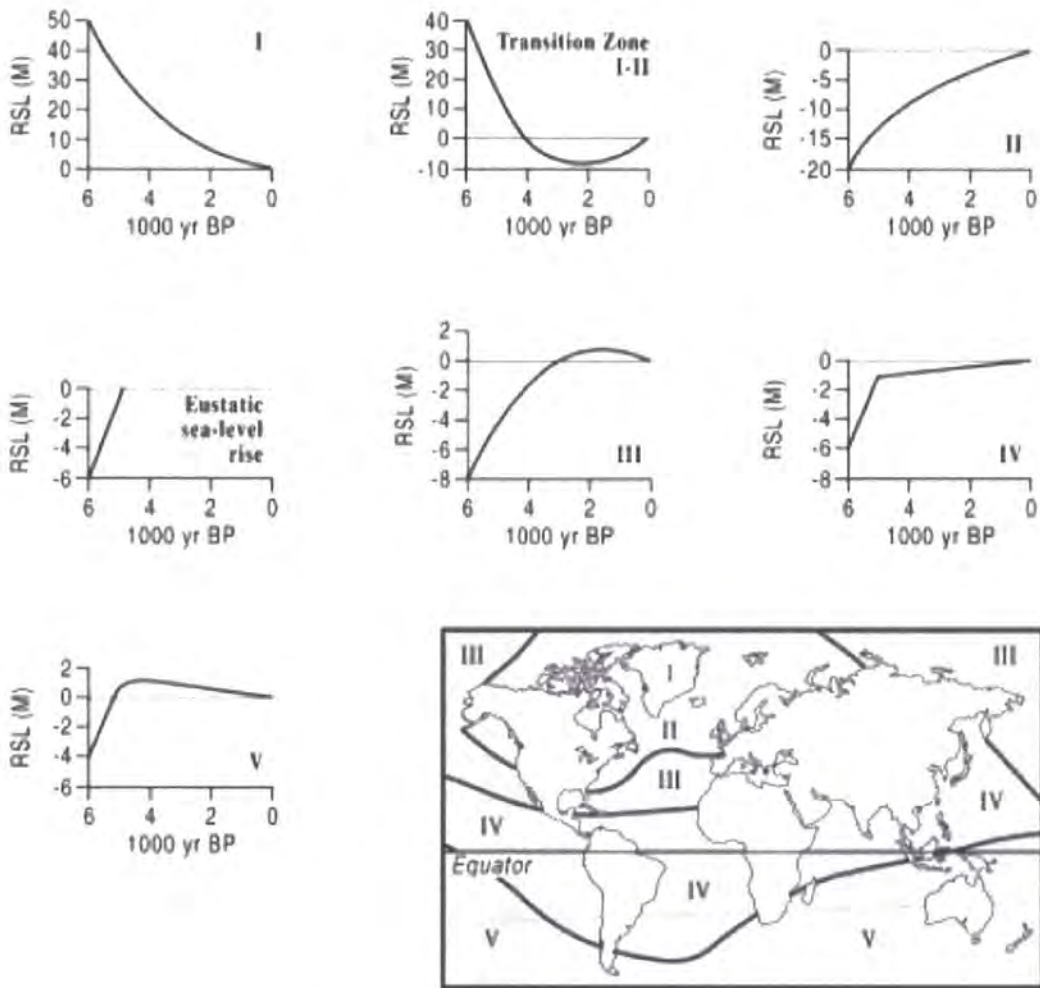 50
40
30
20
10
0
RSL (M)
I
6 4 2 0
1000 yr BP
40
30
20
10
0
-10
RSL (M)
Transition Zone
I-II
6 4 2 0
1000 yr BP
0
-5
-10
-15
-20
RSL (M)
II
6 4 2 0
1000 yr BP
0
-2
-4
-6
RSL (M)
Eustatic
sea-level
rise
6 4 2 0
1000 yr BP
2
0
-2
-4
-6
-8
RSL (M)
III
6 4 2 0
1000 yr BP
0
-2
-4
-6
-8
RSL (M)
IV
6 4 2 0
1000 yr BP
2
0
-2
-4
-6
RSL (M)
V
6 4 2 0
1000 yr BP
III
I
III
II
III
IV
IV
Equator
IV
V
V